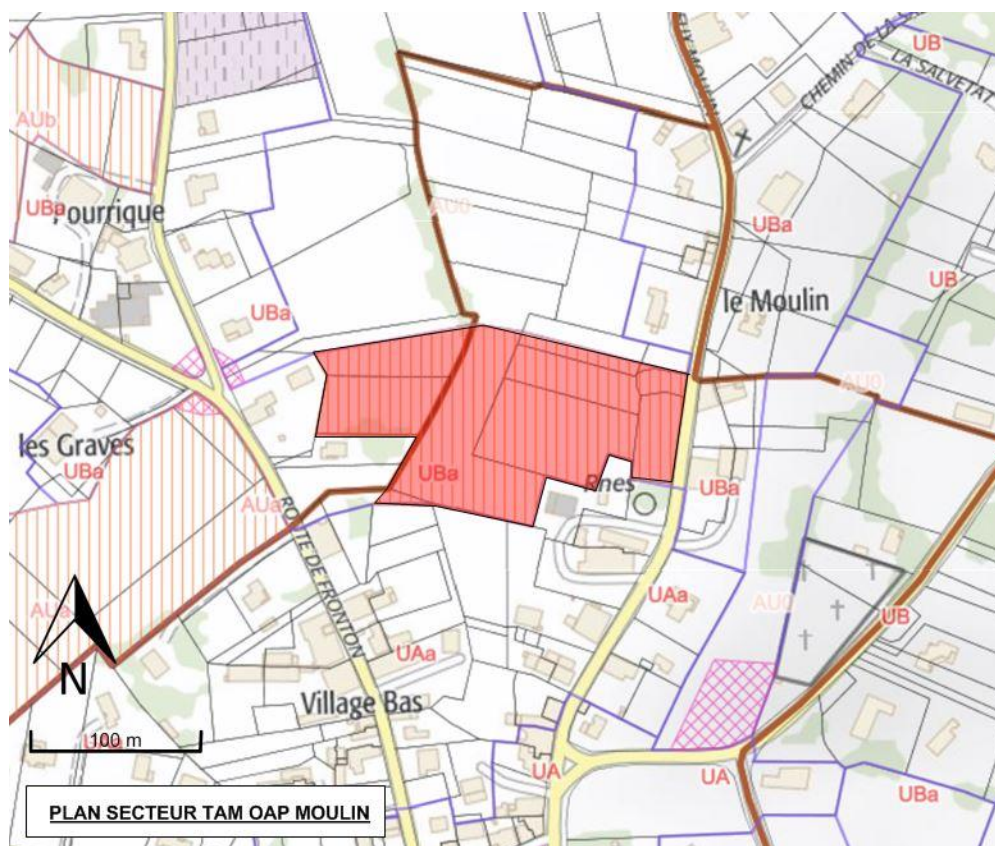 UB
LA SALVETAT
CHEMIN DE LA
AUb
UBa
AU0
UBa
le Moulin
UB
UBa
AU0
les Graves
UBa
UBa
Rnes
UBa
AUa
ROUTE DE FRONTON
AUa
UAa
AU0
UB
UAa
N
Village Bas
100 m
UA
UA
UBa
PLAN SECTEUR TAM OAP MOULIN